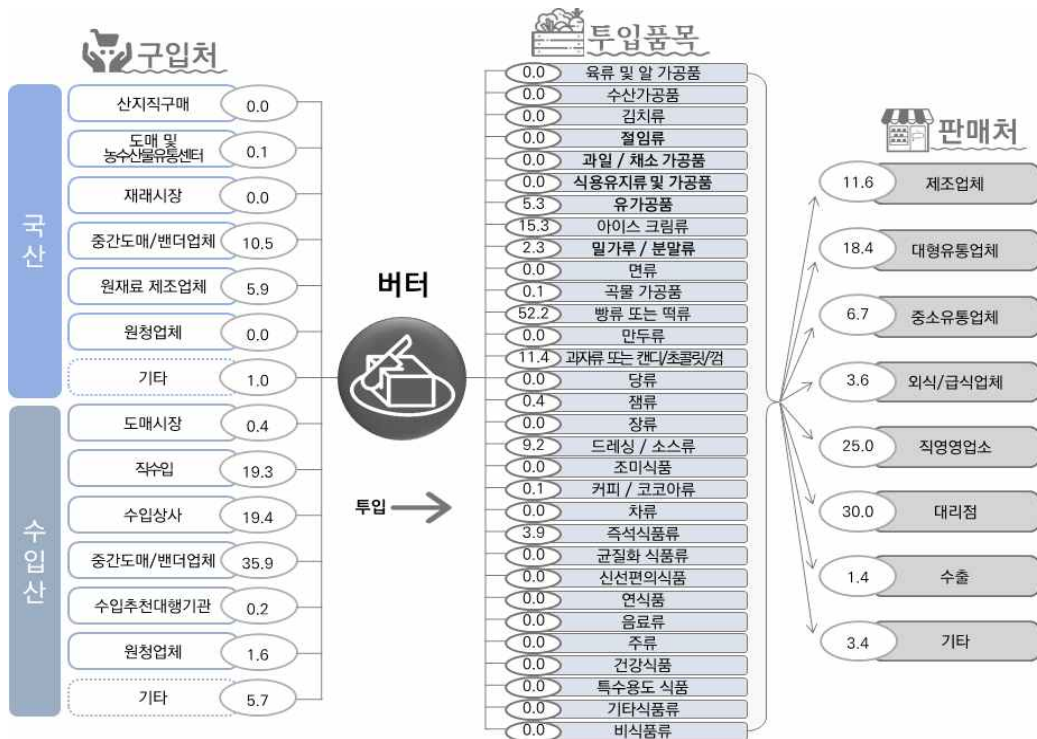 구입처
국산
산지직구매 0.0
도매 및
농수산물유통센터 0.1
재래시장 0.0
중간도매/밴더업체 10.5
원재료 제조업체 5.9
원청업체 0.0
기타 1.0
수입산
도매시장 0.4
직수입 19.3
수입상사 19.4
중간도매/밴더업체 35.9
수입추천대행기관 0.2
원청업체 1.6
기타 5.7
버터
투입
투입품목
0.0 육류 및 알 가공품
0.0 수산가공품
0.0 김치류
0.0 절임류
0.0 과일 / 채소 가공품
0.0 식용유지류 및 가공품
5.3 유가공품
15.3 아이스 크림류
2.3 밀가루 / 분말류
0.0 면류
0.1 곡물 가공품
52.2 빵류 또는 떡류
0.0 만두류
11.4 과자류 또는 캔디/초콜릿/껌
0.0 당류
0.4 잼류
0.0 장류
9.2 드레싱 / 소스류
0.0 조미식품
0.1 커피 / 코코아류
0.0 차류
3.9 즉석식품류
0.0 균질화 식품류
0.0 신선편의식품
0.0 연식품
0.0 음료류
0.0 주류
0.0 건강식품
0.0 특수용도 식품
0.0 기타식품류
0.0 비식품류
판매처
11.6 제조업체
18.4 대형유통업체
6.7 중소유통업체
3.6 외식/급식업체
25.0 직영영업소
30.0 대리점
1.4 수출
3.4 기타